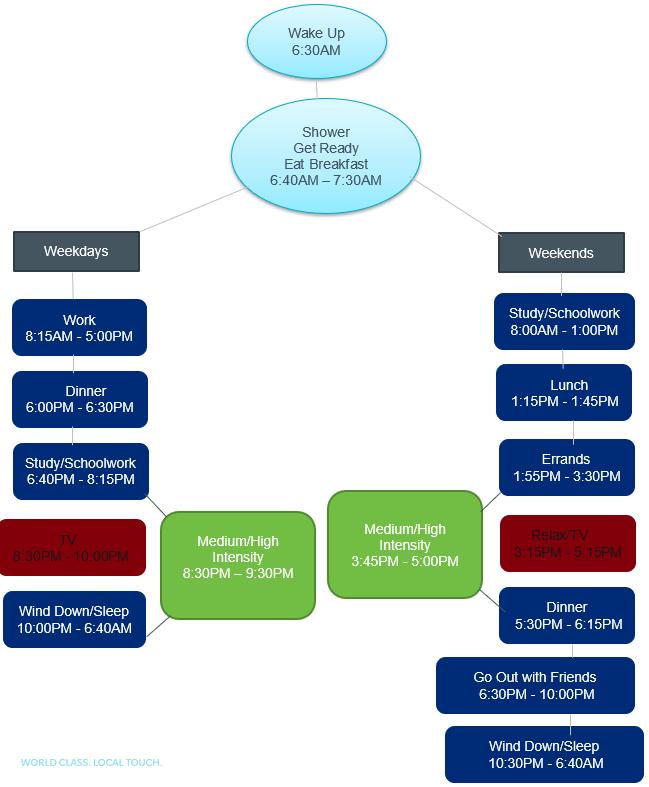 Wake Up
6:30AM
Shower
Get Ready
Eat Breakfast
6:40AM – 7:30AM
Weekdays
Work
8:15AM - 5:00PM
Dinner
6:00PM - 6:30PM
Study/Schoolwork
6:40PM - 8:15PM
TV
8:30PM - 10:00PM
Medium/High
Intensity
8:30PM – 9:30PM
Wind Down/Sleep
10:00PM - 6:40AM
Weekends
Study/Schoolwork
8:00AM - 1:00PM
Lunch
1:15PM - 1:45PM
Errands
1:55PM - 3:30PM
Medium/High
Intensity
3:45PM - 5:00PM
Relax/TV
3:15PM - 5:15PM
Dinner
5:30PM - 6:15PM
Go Out with Friends
6:30PM - 10:00PM
Wind Down/Sleep
10:30PM - 6:40AM
WORLD CLASS. LOCAL TOUCH.